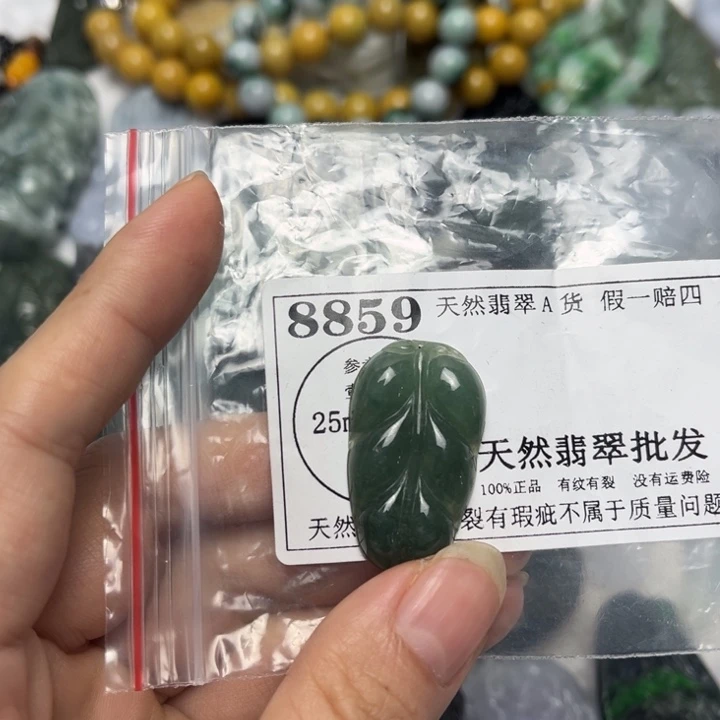 8859 天然翡翠A货 假一赔四
25m
天然翡翠批发
100%正品 有纹有裂 没有运费险
天然 裂有瑕疵不属于质量问题